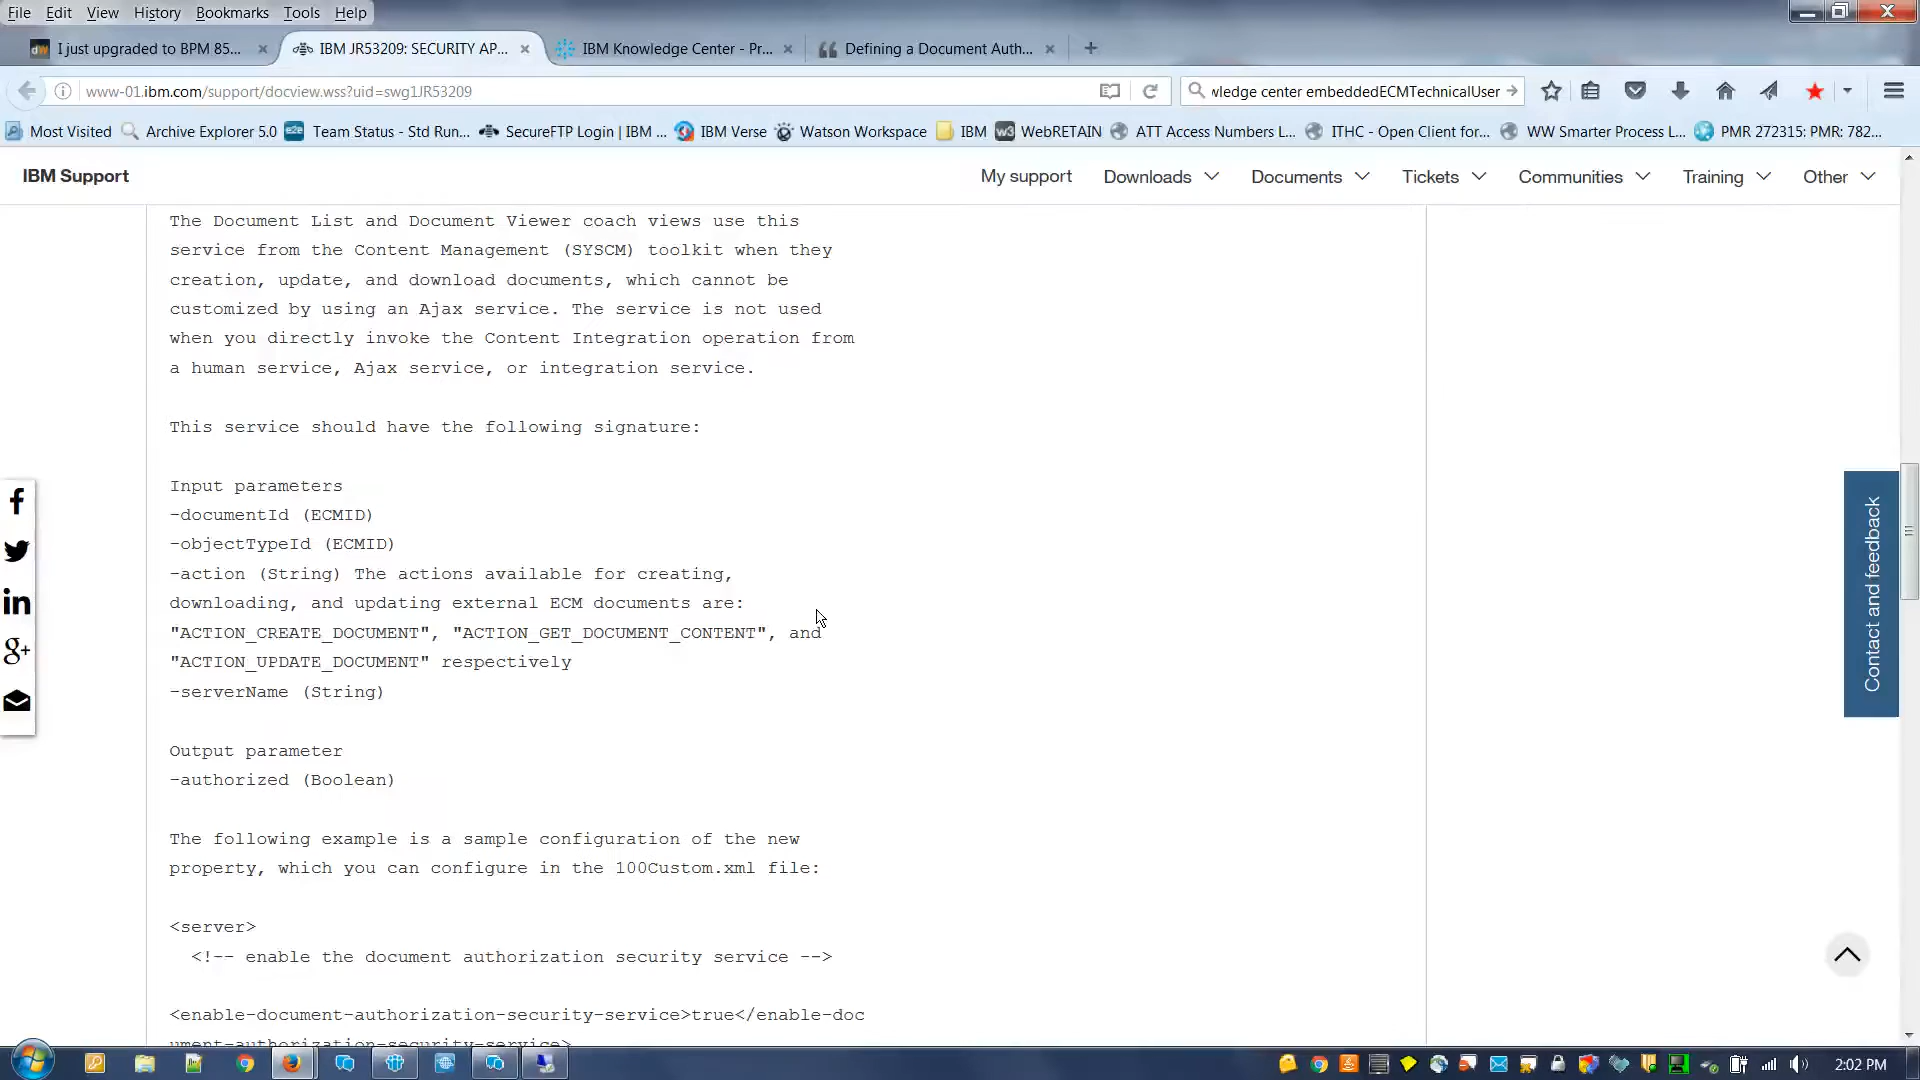 File Edit View History Bookmarks Tools Help
I just upgraded to BPM 85...
IBM JR53209: SECURITY AP...
IBM Knowledge Center - Pr...
Defining a Document Auth...
www-01.ibm.com/support/docview.wss?uid=swg1JR53209
wledge center embeddedECMTechnicalUser
Most Visited Archive Explorer 5.0 Team Status - Std Run... SecureFTP Login | IBM ... IBM Verse Watson Workspace IBM WebRETAIN ATT Access Numbers L... ITHC - Open Client for... WW Smarter Process L... PMR 272315: PMR: 782...
IBM Support My support Downloads Documents Tickets Communities Training Other
The Document List and Document Viewer coach views use this
service from the Content Management (SYSCM) toolkit when they
creation, update, and download documents, which cannot be
customized by using an Ajax service. The service is not used
when you directly invoke the Content Integration operation from
a human service, Ajax service, or integration service.
This service should have the following signature:
Input parameters
-documentId (ECMID)
-objectTypeId (ECMID)
-action (String) The actions available for creating,
downloading, and updating external ECM documents are:
"ACTION_CREATE_DOCUMENT", "ACTION_GET_DOCUMENT_CONTENT", and
"ACTION_UPDATE_DOCUMENT" respectively
-serverName (String)
Output parameter
-authorized (Boolean)
The following example is a sample configuration of the new
property, which you can configure in the 100Custom.xml file:
<server>
<!-- enable the document authorization security service -->
<enable-document-authorization-security-service>true</enable-doc
ument-authorization-security-service>
Contact and feedback
2:02 PM